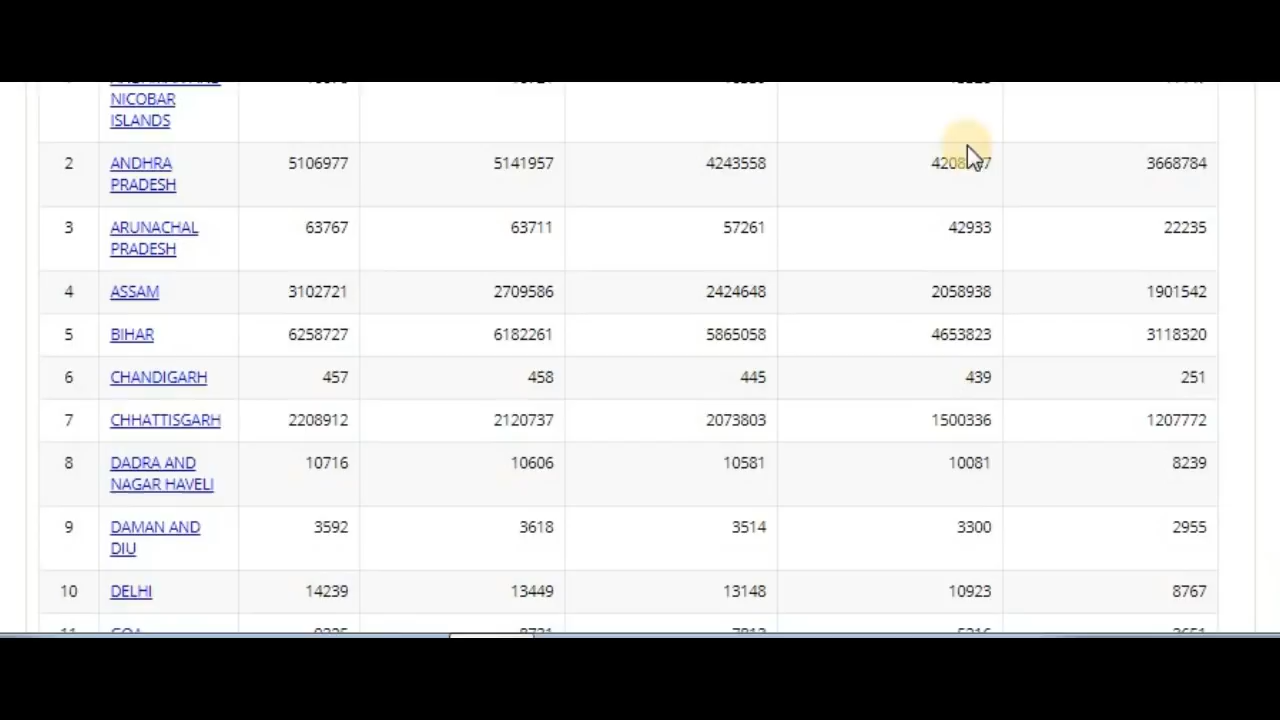 NICOBAR
ISLANDS
2 ANDHRA 5106977 5141957 4243558 3668784
PRADESH
3 ARUNACHAL 63767 63711 57261 42933 22235
PRADESH
4 ASSAM 3102721 2709586 2424648 2058938 1901542
5 BIHAR 6258727 6182261 5865058 4653823 3118320
6 CHANDIGARH 457 458 445 439 251
7 CHHATTISGARH 2208912 2120737 2073803 1500336 1207772
8 DADRA AND 10716 10606 10581 10081 8239
NAGAR HAVELI
9 DAMAN AND 3592 3618 3514 3300 2955
DIU
10 DELHI 14239 13449 13148 10923 8767